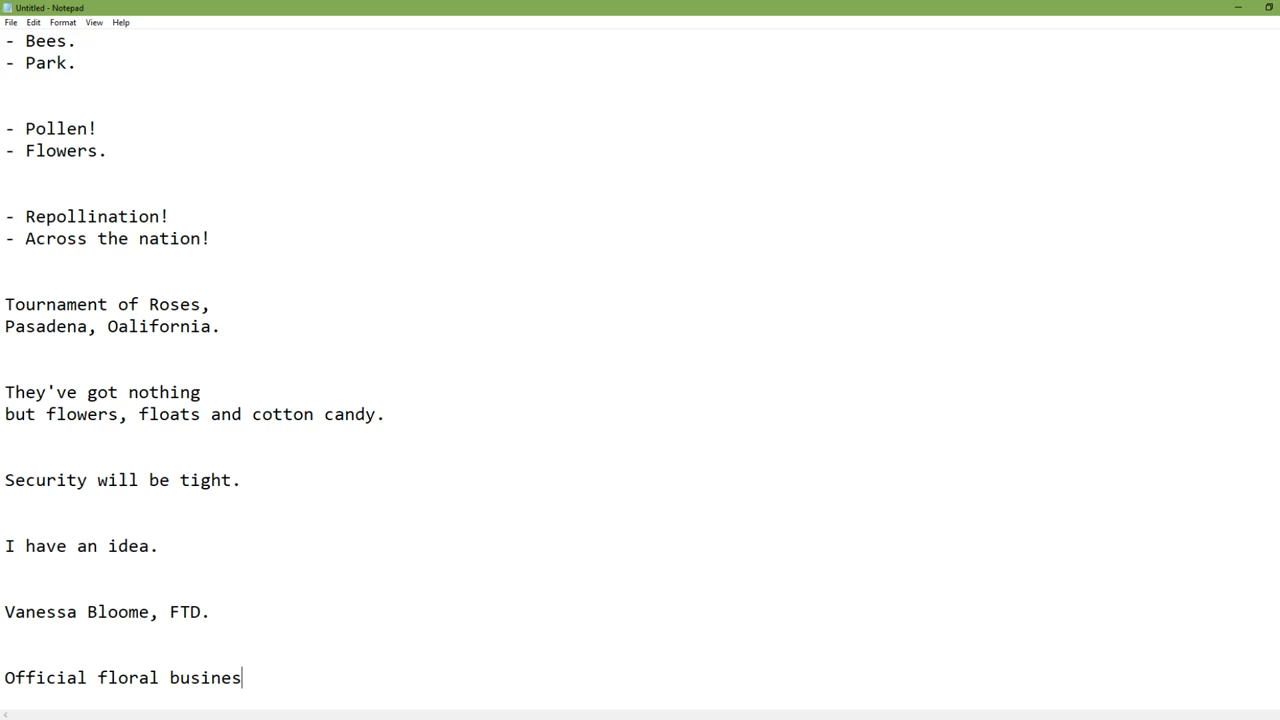 Untitled - Notepad
File Edit Format View Help
- Bees.
- Park.
- Pollen!
- Flowers.
- Repollination!
- Across the nation!
Tournament of Roses,
Pasadena, Oalifornia.
They've got nothing
but flowers, floats and cotton candy.
Security will be tight.
I have an idea.
Vanessa Bloome, FTD.
Official floral busines